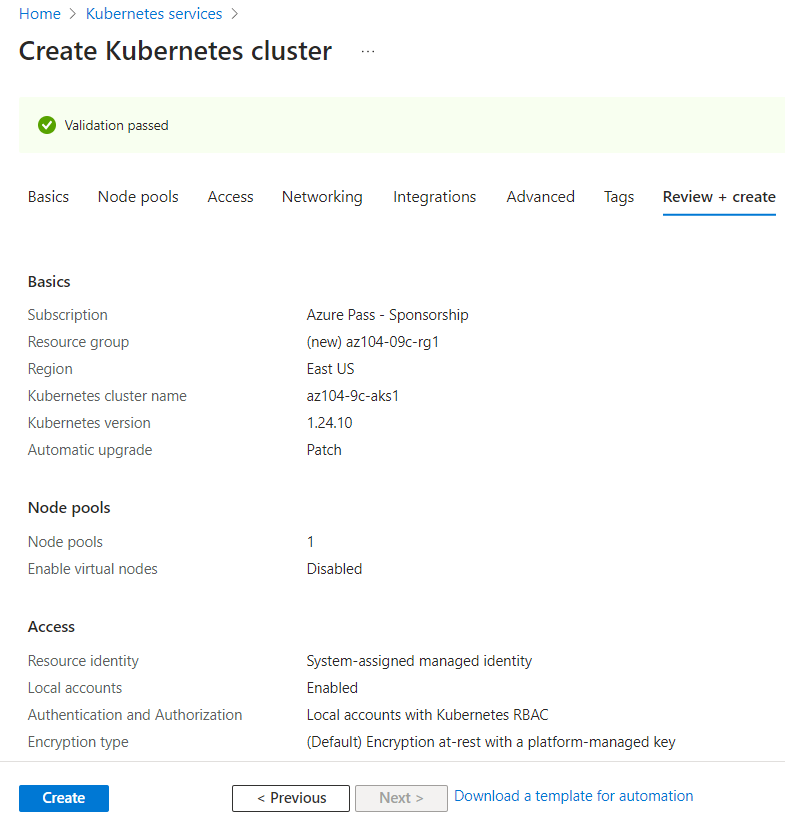 Home > Kubernetes services >
Create Kubernetes cluster ...
Validation passed
Basics Node pools Access Networking Integrations Advanced Tags Review + create
Basics
Subscription Azure Pass - Sponsorship
Resource group (new) az104-09c-rg1
Region East US
Kubernetes cluster name az104-9c-aks1
Kubernetes version 1.24.10
Automatic upgrade Patch
Node pools
Node pools 1
Enable virtual nodes Disabled
Access
Resource identity System-assigned managed identity
Local accounts Enabled
Authentication and Authorization Local accounts with Kubernetes RBAC
Encryption type (Default) Encryption at-rest with a platform-managed key
Create < Previous Next > Download a template for automation